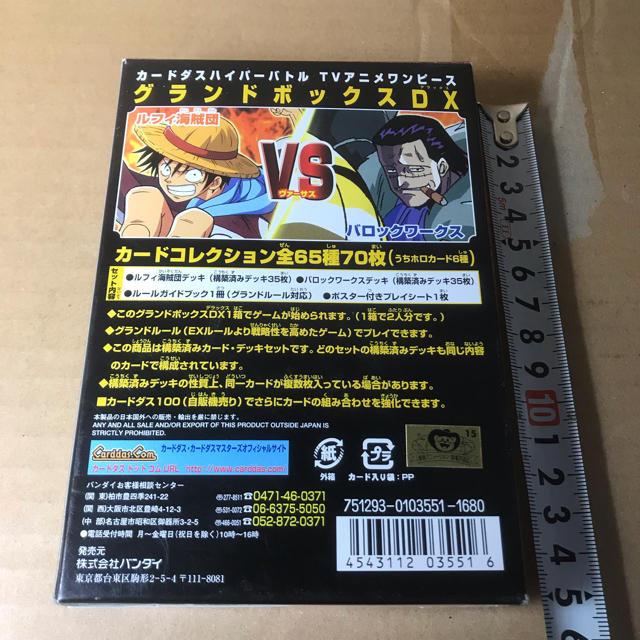 カードダスハイパーバトル TVアニメワンピース
グランドボックスDX
ルフィ海賊団
VS
ヴァーサス
バロックワークス
カードコレクション全65種70枚(うちホロカード6種)
セット内容
●ルフィ海賊団デッキ(構築済みデッキ35枚) ●バロックワークスデッキ(構築済みデッキ35枚)
●ルールガイドブック1冊(グランドルール対応) ●ポスター付きプレイシート1枚
◆このグランドボックスDX1箱でゲームが始められます。(1箱で2人分です。)
◆グランドルール(EXルールより戦略性を高めたゲーム)でプレイできます。
◆この商品は構築済みカード・デッキセットです。どのセットの構築済みデッキも同じ内容
のカードで構成されています。
◆構築済みデッキの性質上、同一カードが複数枚入っている場合があります。
■カードダス100(自販機売り)でさらにカードの組み合わせを強化できます。
本製品の日本国外への販売・輸出を厳に禁じます。
ANY AND ALL SALE AND/OR EXPORT OF THIS PRODUCT OUTSIDE JAPAN IS
STRICTLY PROHIBITED.
Carddas.Com
カードダス・カードダスマスターズオフィシャルサイト
カードダス ドット コム URL http://www.carddas.com/
紙
外箱
プラ
カード入り袋:PP
15
バンダイお客様相談センター
(関 東)柏市豊四季241-22 〒277-8511 ☎0471-46-0371
(関 西)大阪市北区豊崎4-12-3 〒531-0072 ☎06-6375-5050
(中 部)名古屋市昭和区御器所3-2-5 〒466-0051 ☎052-872-0371
●電話受付時間 月~金曜日(祝日を除く)10時~16時
発売元
株式会社バンダイ
東京都台東区駒形2-5-4 〒111-8081
751293-0103551-1680
4543112 03551 6
2
3
4
5
6
7
8
9
10
1
2
3
4
5
6